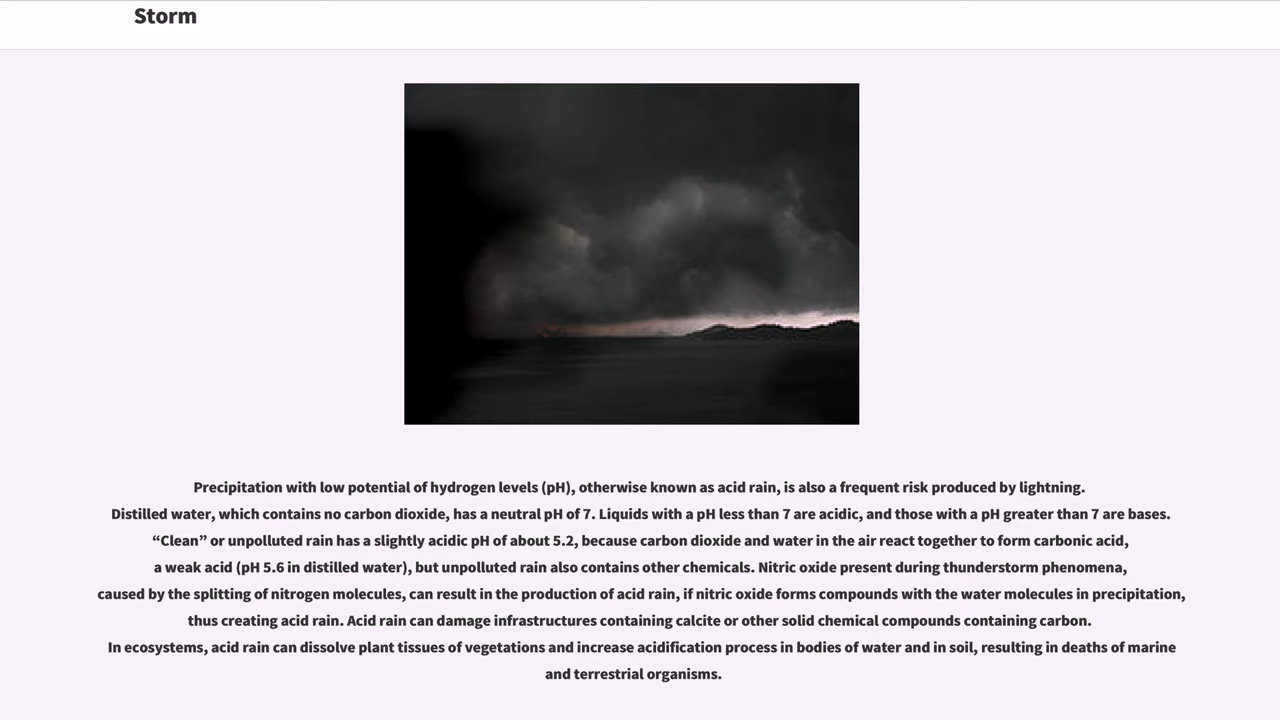 Storm
Precipitation with low potential of hydrogen levels (pH), otherwise known as acid rain, is also a frequent risk produced by lightning.
Distilled water, which contains no carbon dioxide, has a neutral pH of 7. Liquids with a pH less than 7 are acidic, and those with a pH greater than 7 are bases.
“Clean” or unpolluted rain has a slightly acidic pH of about 5.2, because carbon dioxide and water in the air react together to form carbonic acid,
a weak acid (pH 5.6 in distilled water), but unpolluted rain also contains other chemicals. Nitric oxide present during thunderstorm phenomena,
caused by the splitting of nitrogen molecules, can result in the production of acid rain, if nitric oxide forms compounds with the water molecules in precipitation,
thus creating acid rain. Acid rain can damage infrastructures containing calcite or other solid chemical compounds containing carbon.
In ecosystems, acid rain can dissolve plant tissues of vegetations and increase acidification process in bodies of water and in soil, resulting in deaths of marine
and terrestrial organisms.